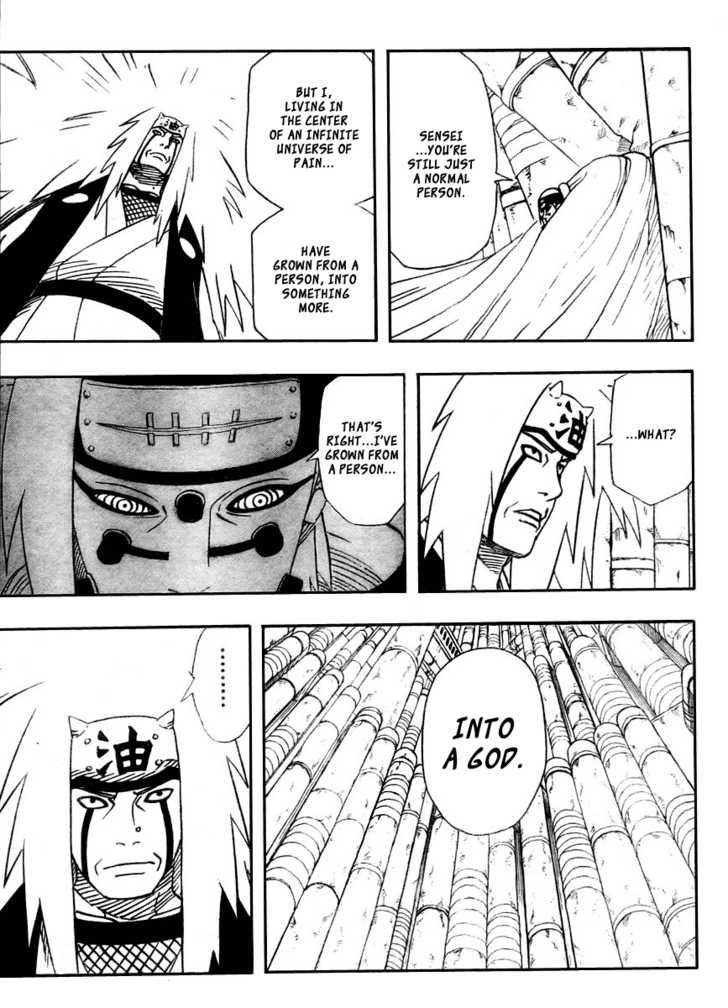 SENSEI
...YOU'RE
STILL JUST
A NORMAL
PERSON.
BUT I,
LIVING IN
THE CENTER
OF AN INFINITE
UNIVERSE OF
PAIN...
HAVE
GROWN FROM A
PERSON, INTO
SOMETHING
MORE.
油
...WHAT?
油
THAT'S
RIGHT...I'VE
GROWN FROM
A PERSON...
INTO
A GOD.
.........
油